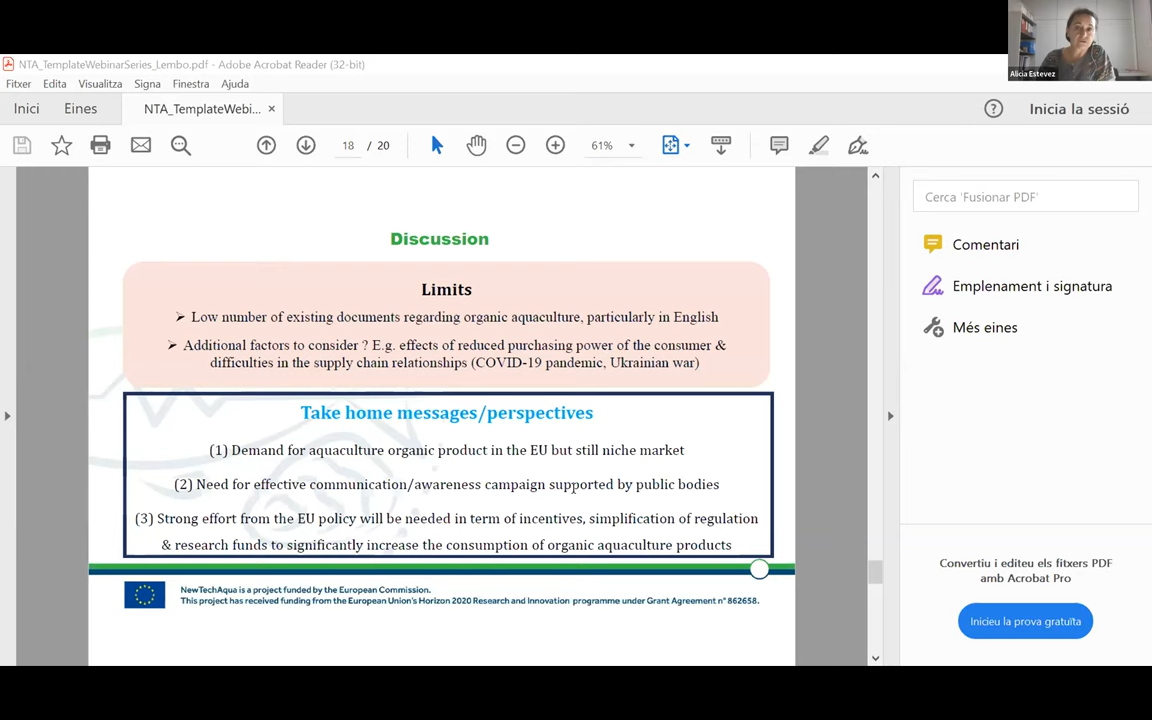 Alicia Estevez
NTA_TemplateWebinarSeries_Lembo.pdf - Adobe Acrobat Reader (32-bit)
Fitxer Edita Visualitza Signa Finestra Ajuda
Inici Eines NTA_TemplateWebi... × Inicia la sessió
18 / 20 61%
Cerca 'Fusionar PDF'
Comentari
Emplenament i signatura
Més eines
Discussion
Limits
➢ Low number of existing documents regarding organic aquaculture, particularly in English
➢ Additional factors to consider ? E.g. effects of reduced purchasing power of the consumer &
difficulties in the supply chain relationships (COVID-19 pandemic, Ukrainian war)
Take home messages/perspectives
(1) Demand for aquaculture organic product in the EU but still niche market
(2) Need for effective communication/awareness campaign supported by public bodies
(3) Strong effort from the EU policy will be needed in term of incentives, simplification of regulation
& research funds to significantly increase the consumption of organic aquaculture products
NewTechAqua is a project funded by the European Commission.
This project has received funding from the European Union's Horizon 2020 Research and Innovation programme under Grant Agreement n° 862658.
Convertiu i editeu els fitxers PDF
amb Acrobat Pro
Inicieu la prova gratuïta